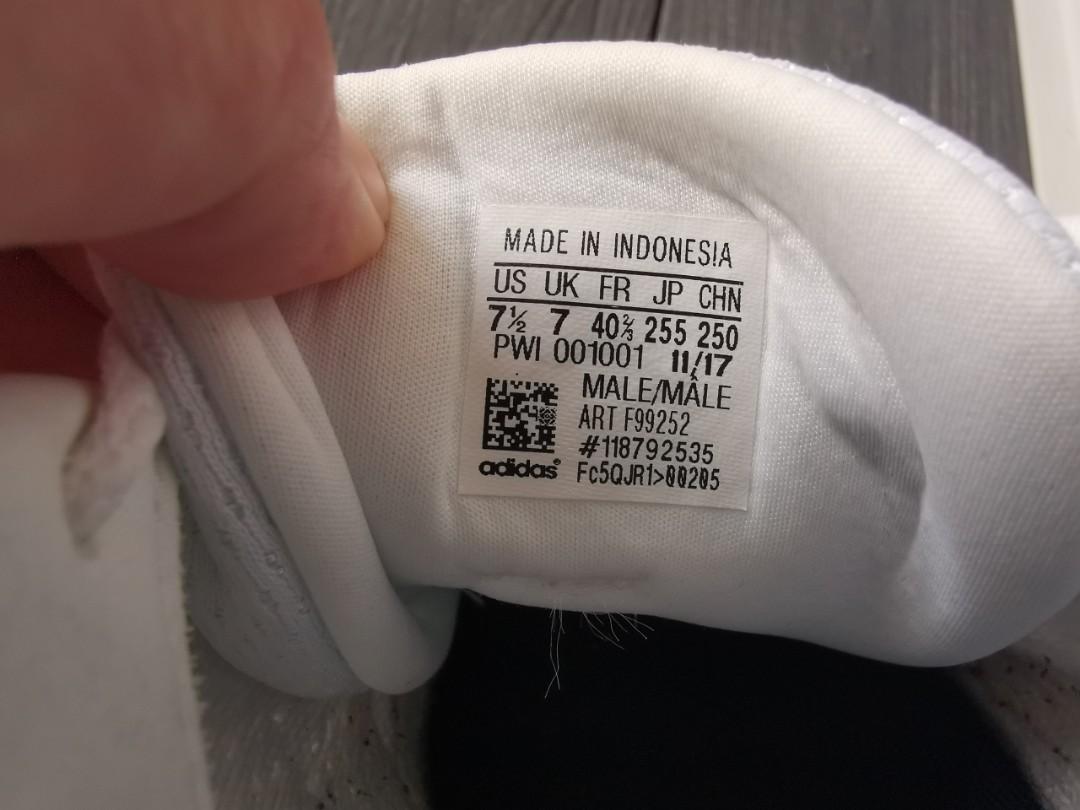 MADE IN INDONESIA
US UK FR JP CHN
7½ 7 40⅔ 255 250
PWI 001001 11/17
MALE/MÂLE
ART F99252
#118792535
adidas® Fc5QJR1>00205